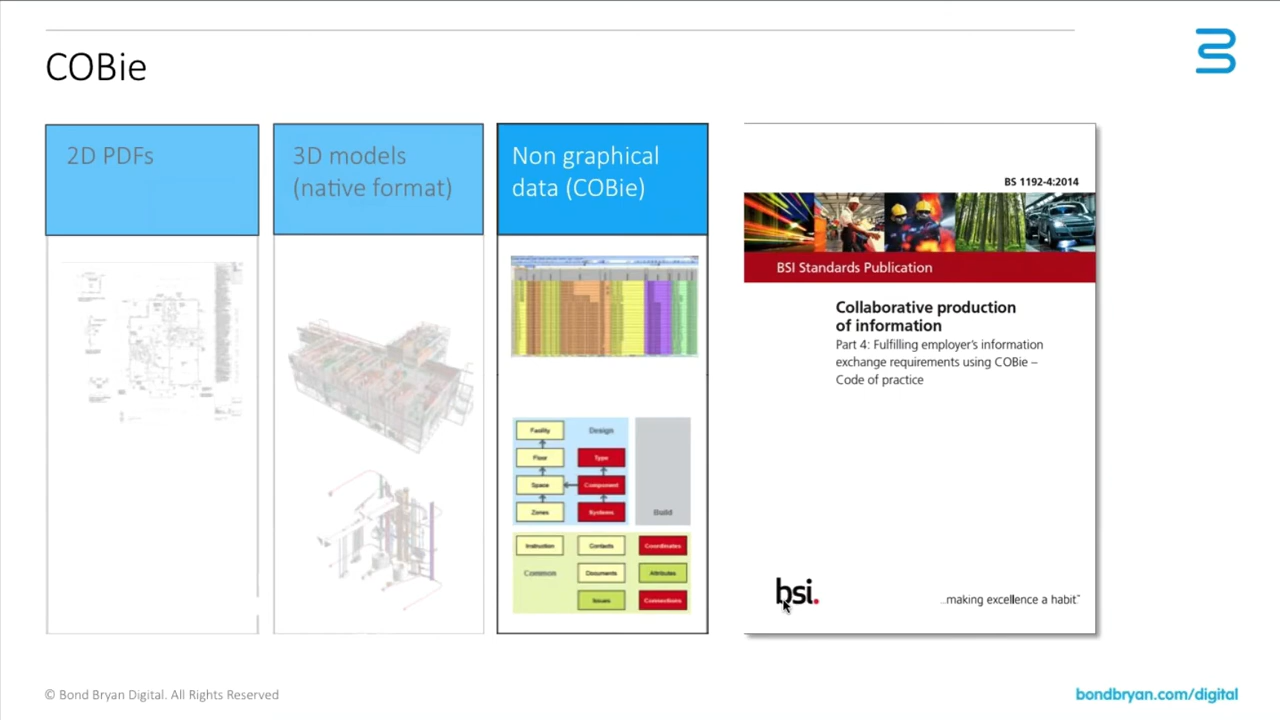 COBie
2D PDFs
3D models
(native format)
Non graphical
data (COBie)
Facility
Design
Floor
Type
Space
Component
Zones
Systems
Build
Instruction
Contacts
Coordinates
Common
Documents
Attributes
Issues
Connections
BS 1192-4:2014
BSI Standards Publication
Collaborative production
of information
Part 4: Fulfilling employer's information
exchange requirements using COBie –
Code of practice
bsi.
...making excellence a habit™
© Bond Bryan Digital. All Rights Reserved
bondbryan.com/digital